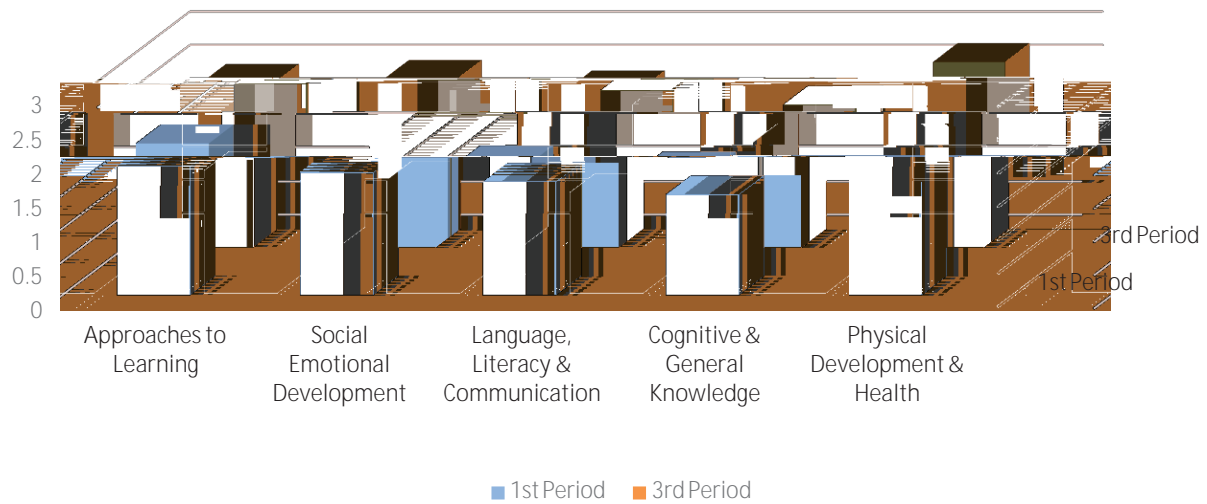 3
2.5
2
1.5
1
0.5
0
3rd Period
1st Period
Approaches to
Learning
Social
Emotional
Development
Language,
Literacy &
Communication
Cognitive &
General
Knowledge
Physical
Development &
Health
1st Period
3rd Period